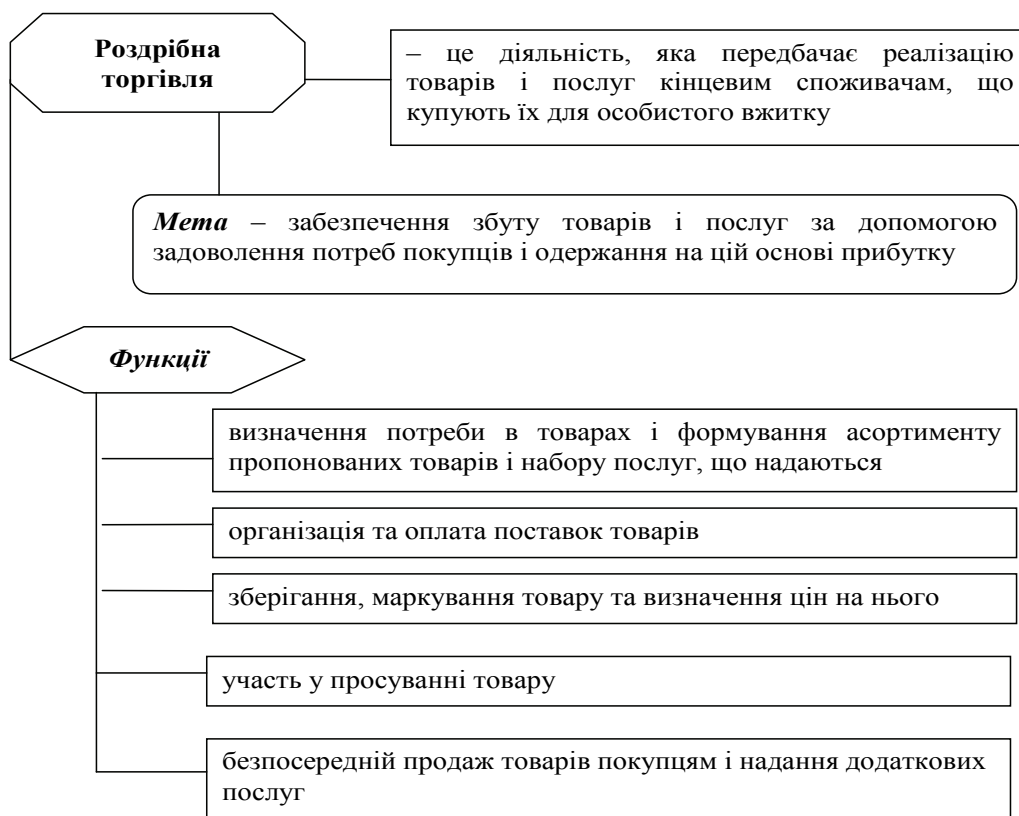 Роздрібна
торгівля
– це діяльність, яка передбачає реалізацію
товарів і послуг кінцевим споживачам, що
купують їх для особистого вжитку
Мета – забезпечення збуту товарів і послуг за допомогою
задоволення потреб покупців і одержання на цій основі прибутку
Функції
визначення потреби в товарах і формування асортименту
пропонованих товарів і набору послуг, що надаються
організація та оплата поставок товарів
зберігання, маркування товару та визначення цін на нього
участь у просуванні товару
безпосередній продаж товарів покупцям і надання додаткових
послуг